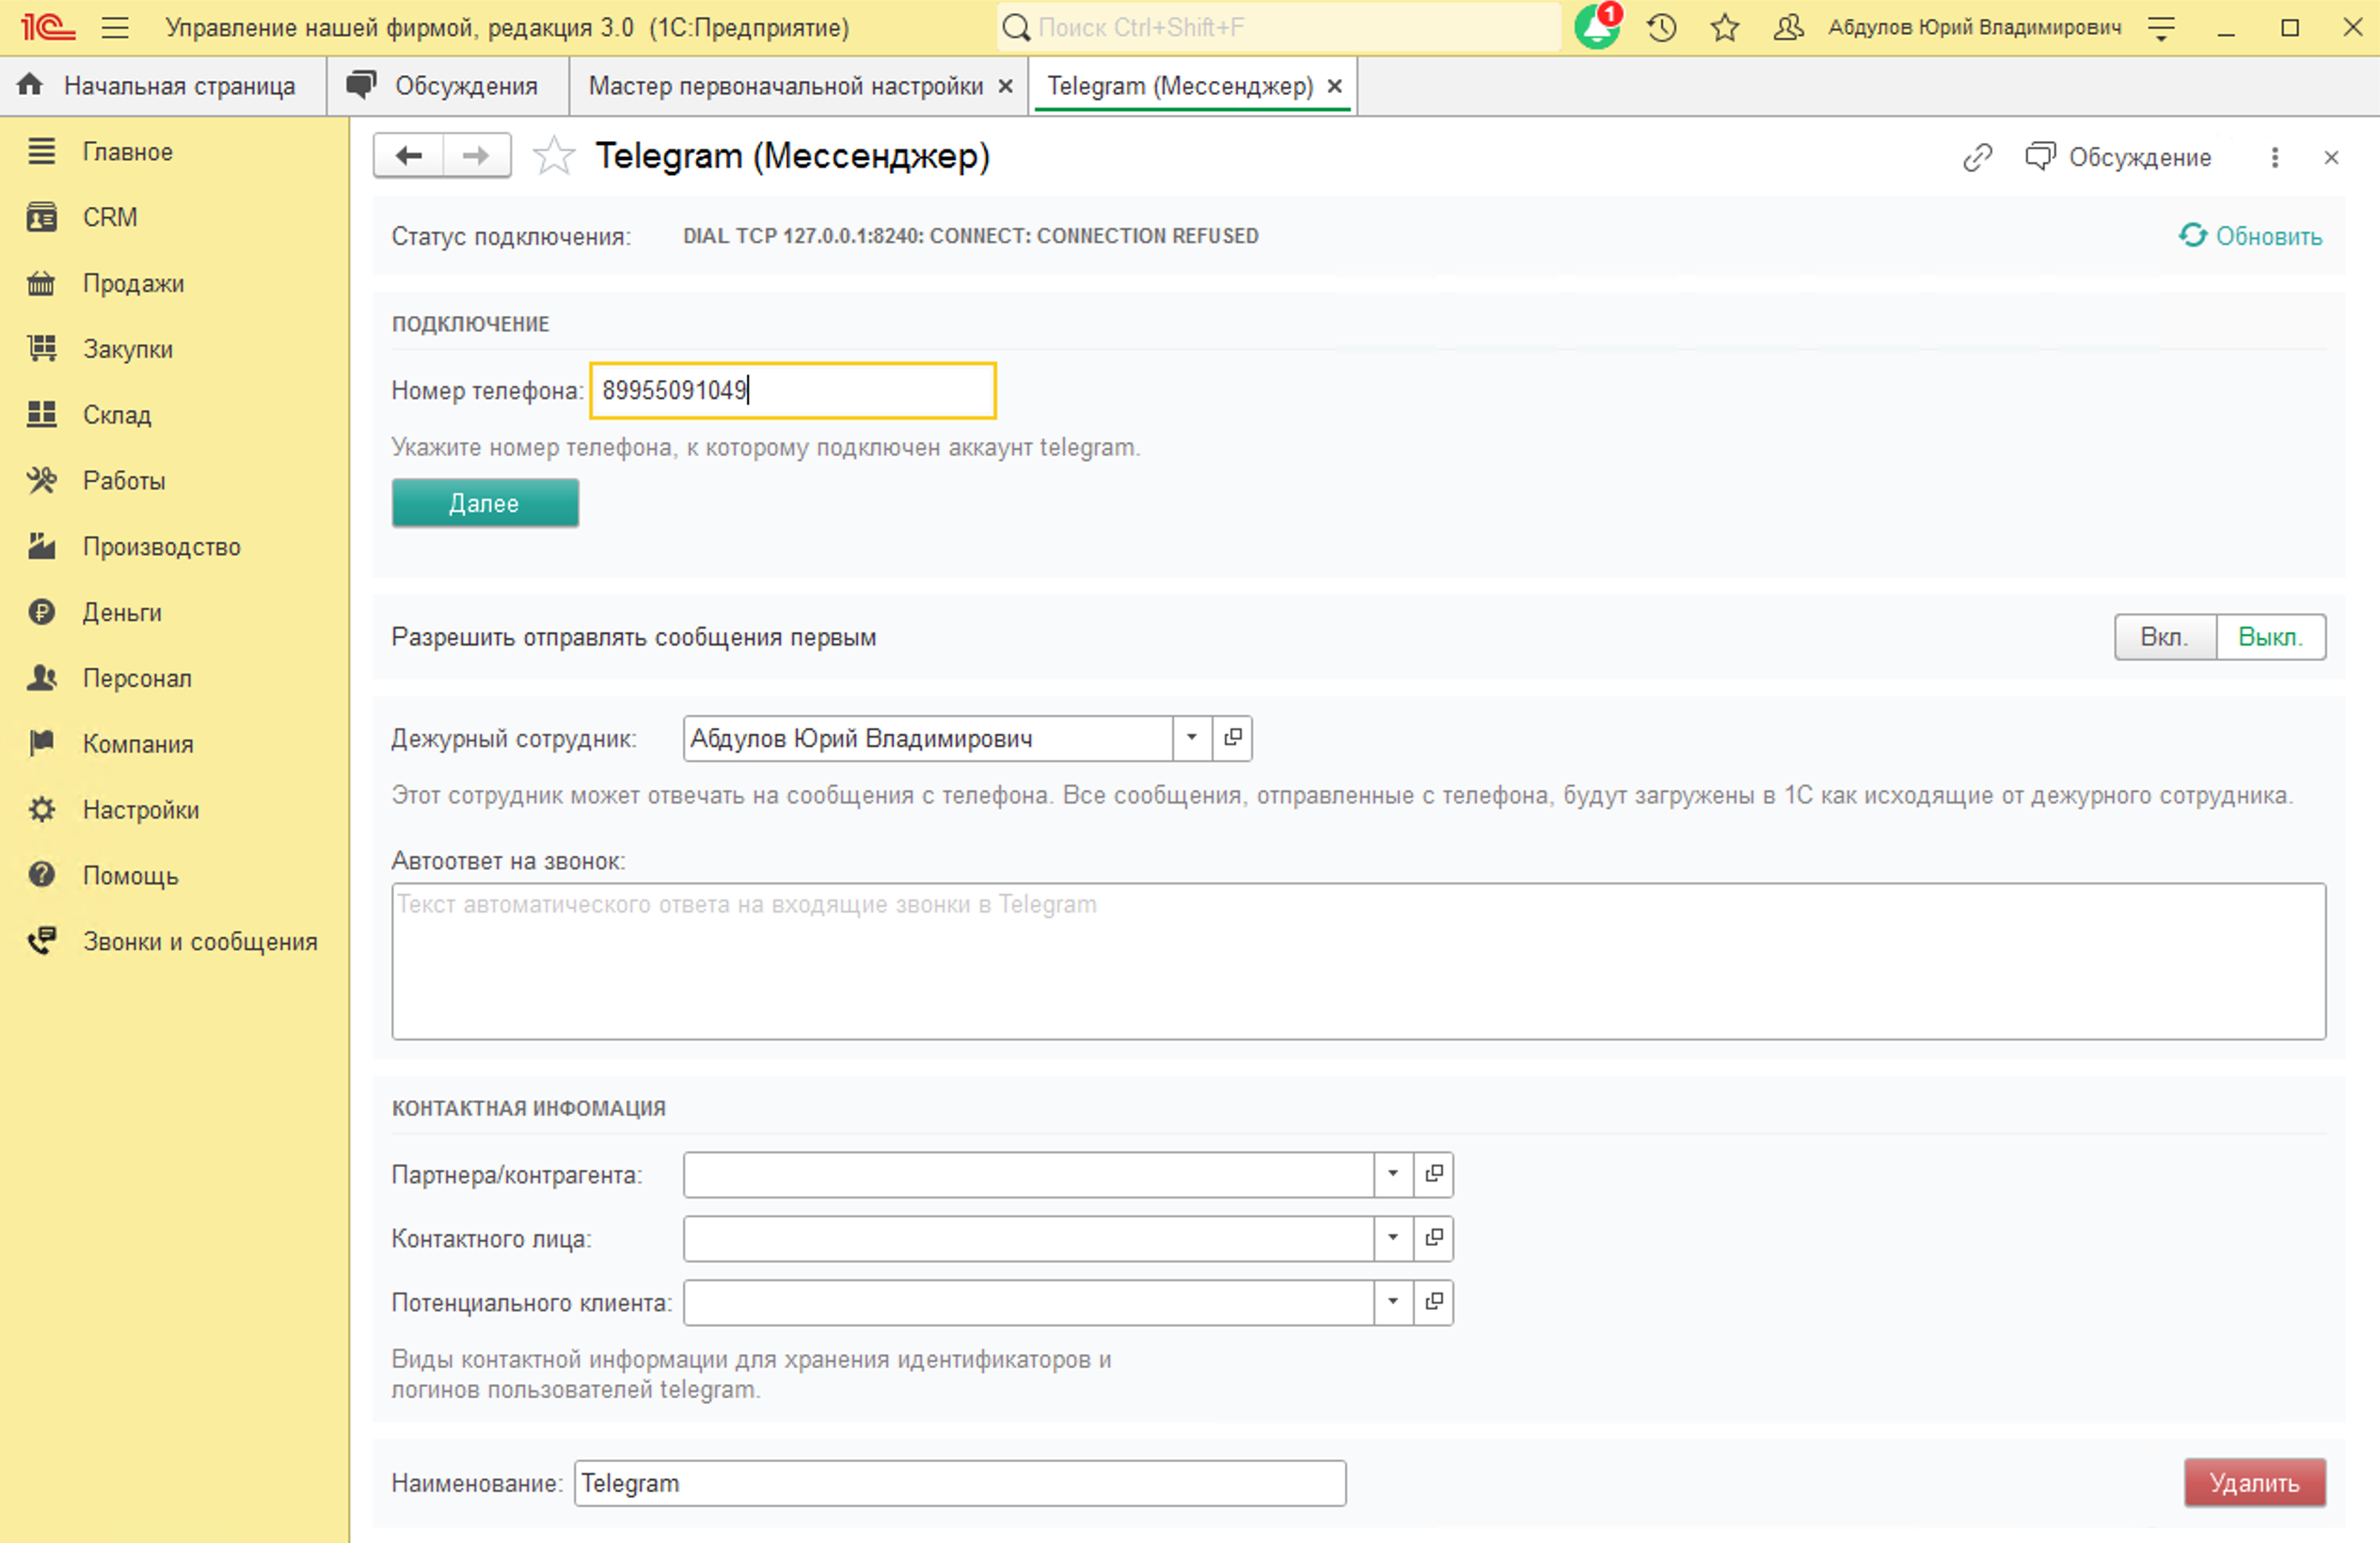 1С Управление нашей фирмой, редакция 3.0 (1С:Предприятие) Поиск Ctrl+Shift+F 1 Абдулов Юрий Владимирович
Начальная страница Обсуждения Мастер первоначальной настройки Telegram (Мессенджер)
Главное
CRM
Продажи
Закупки
Склад
Работы
Производство
Деньги
Персонал
Компания
Настройки
Помощь
Звонки и сообщения
Telegram (Мессенджер) Обсуждение
Статус подключения: DIAL TCP 127.0.0.1:8240: CONNECT: CONNECTION REFUSED Обновить
ПОДКЛЮЧЕНИЕ
Номер телефона: 89955091049
Укажите номер телефона, к которому подключен аккаунт telegram.
Далее
Разрешить отправлять сообщения первым Вкл. Выкл.
Дежурный сотрудник: Абдулов Юрий Владимирович
Этот сотрудник может отвечать на сообщения с телефона. Все сообщения, отправленные с телефона, будут загружены в 1С как исходящие от дежурного сотрудника.
Автоответ на звонок:
Текст автоматического ответа на входящие звонки в Telegram
КОНТАКТНАЯ ИНФОМАЦИЯ
Партнера/контрагента:
Контактного лица:
Потенциального клиента:
Виды контактной информации для хранения идентификаторов и
логинов пользователей telegram.
Наименование: Telegram Удалить